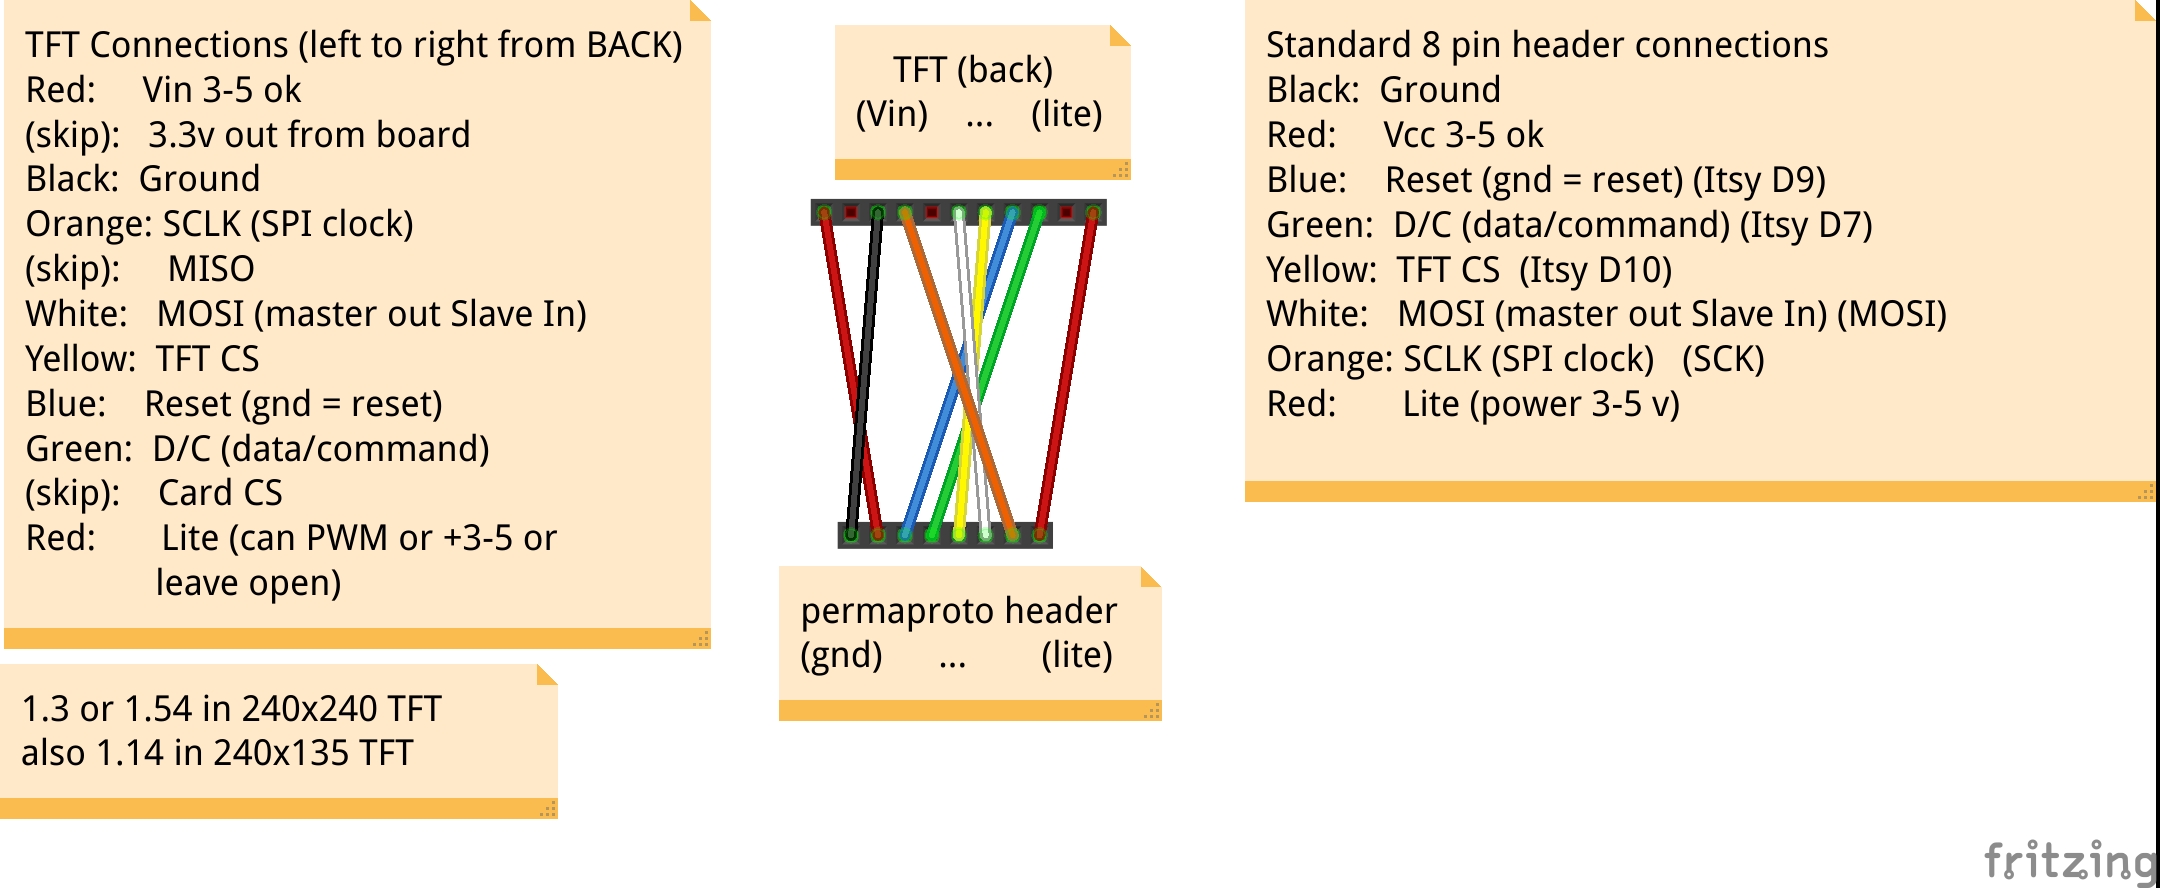 TFT Connections (left to right from BACK)
Red: Vin 3-5 ok
(skip): 3.3v out from board
Black: Ground
Orange: SCLK (SPI clock)
(skip): MISO
White: MOSI (master out Slave In)
Yellow: TFT CS
Blue: Reset (gnd = reset)
Green: D/C (data/command)
(skip): Card CS
Red: Lite (can PWM or +3-5 or
leave open)
1.3 or 1.54 in 240x240 TFT
also 1.14 in 240x135 TFT
TFT (back)
(Vin) ... (lite)
permaproto header
(gnd) ... (lite)
Standard 8 pin header connections
Black: Ground
Red: Vcc 3-5 ok
Blue: Reset (gnd = reset) (Itsy D9)
Green: D/C (data/command) (Itsy D7)
Yellow: TFT CS (Itsy D10)
White: MOSI (master out Slave In) (MOSI)
Orange: SCLK (SPI clock) (SCK)
Red: Lite (power 3-5 v)
fritzing